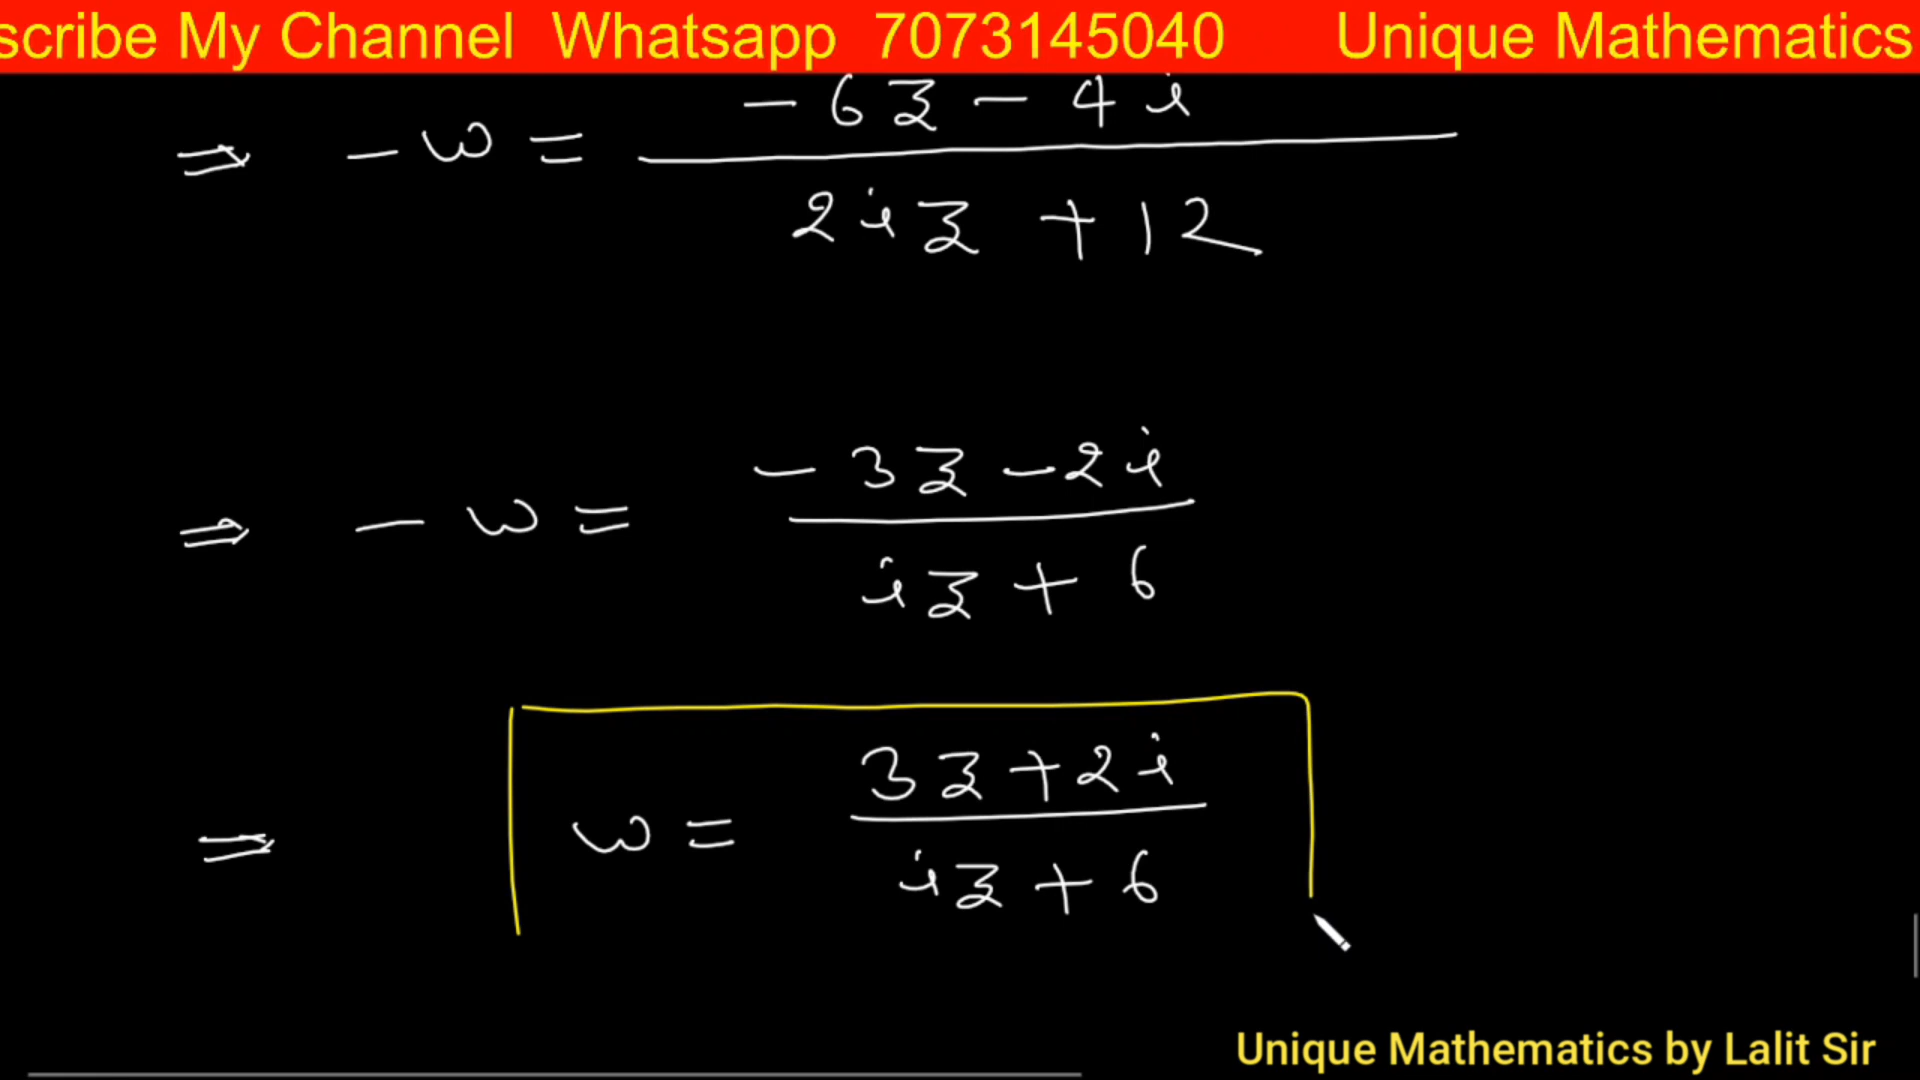 scribe My Channel Whatsapp 7073145040 Unique Mathematics
⇒ -w = (-6z - 4i)/(2iz + 12)
⇒ -w = (-3z - 2i)/(iz + 6)
⇒ w = (3z + 2i)/(iz + 6)
Unique Mathematics by Lalit Sir